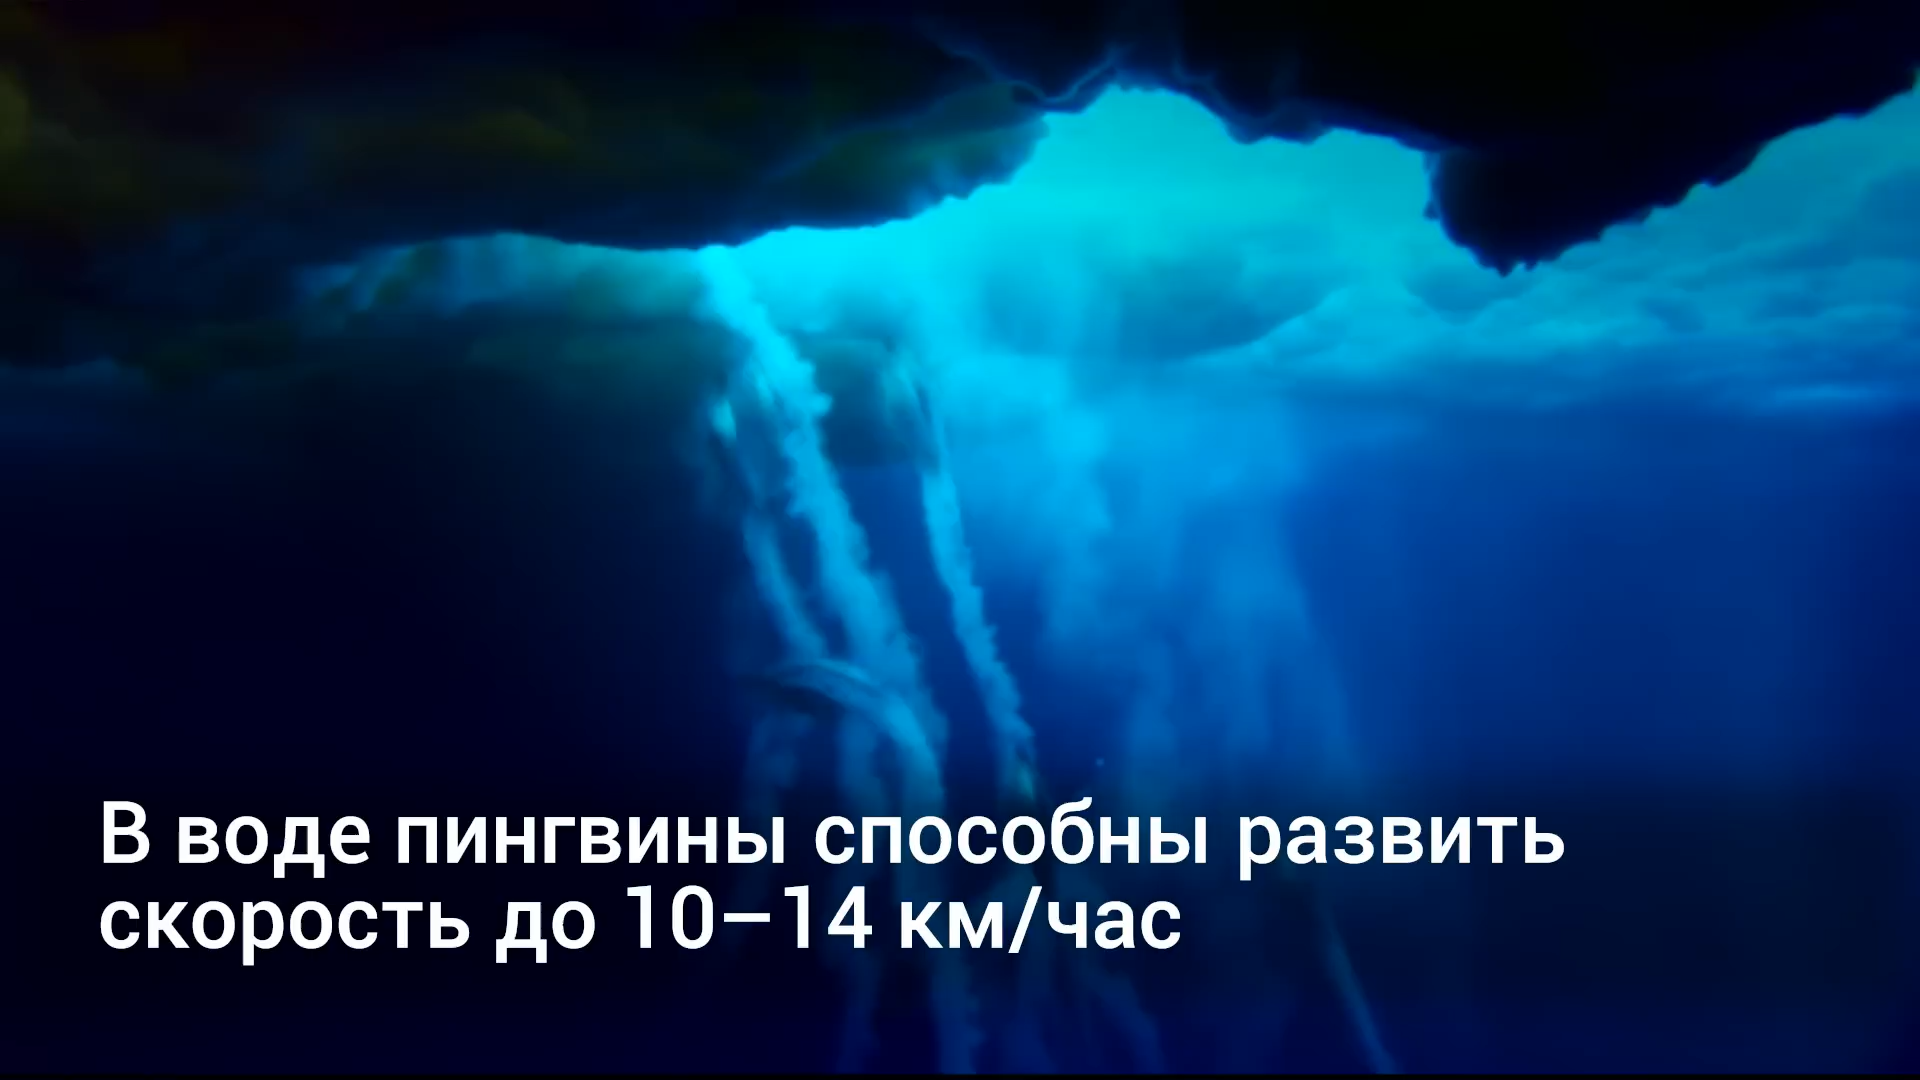 В воде пингвины способны развить
скорость до 10–14 км/час